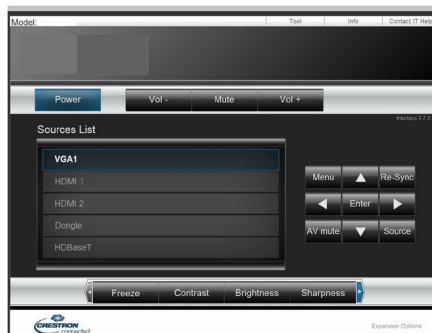 Model:
Tool Info Contact IT Help
Power Vol - Mute Vol +
Interface 2.7.2
Sources List
VGA1
HDMI 1
HDMI 2
Dongle
HDBaseT
Menu Re-Sync
Enter
AV mute Source
Freeze Contrast Brightness Sharpness
CRESTRON
connected
Expansion Options